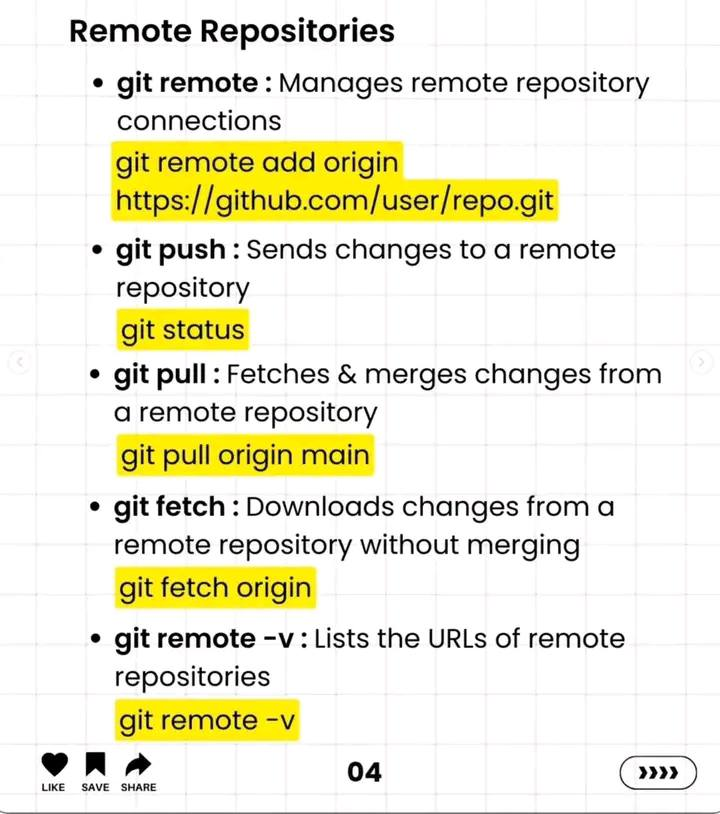 Remote Repositories
• git remote : Manages remote repository
connections
git remote add origin
https://github.com/user/repo.git
• git push : Sends changes to a remote
repository
git status
• git pull : Fetches & merges changes from
a remote repository
git pull origin main
• git fetch : Downloads changes from a
remote repository without merging
git fetch origin
• git remote -v : Lists the URLs of remote
repositories
git remote -v
LIKE SAVE SHARE
04